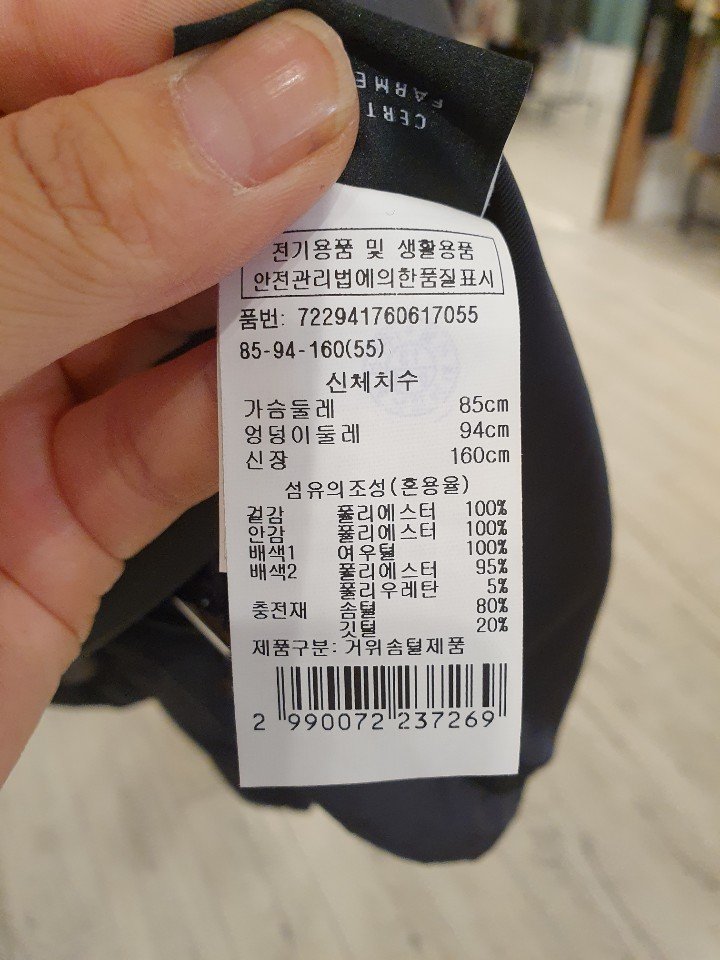 CERT
FARME
전기용품 및 생활용품
안전관리법에의한품질표시
품번: 722941760617055
85-94-160(55)
신체치수
가슴둘레 85cm
엉덩이둘레 94cm
신장 160cm
섬유의조성(혼용율)
겉감 폴리에스터 100%
안감 폴리에스터 100%
배색1 여우털 100%
배색2 폴리에스터 95%
폴리우레탄 5%
충전재 솜털 80%
깃털 20%
제품구분: 거위솜털제품
2 990072 237269